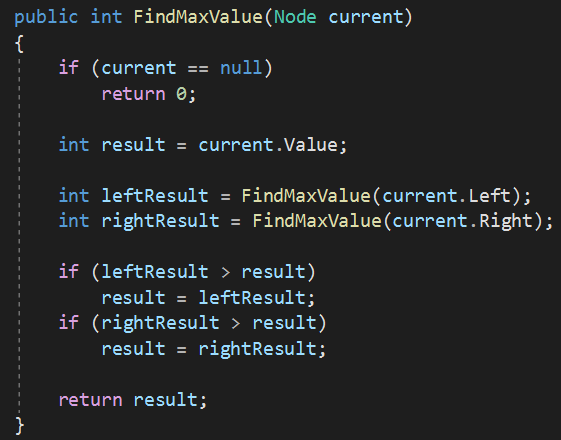 public int FindMaxValue(Node current)
{
    if (current == null)
        return 0;

    int result = current.Value;

    int leftResult = FindMaxValue(current.Left);
    int rightResult = FindMaxValue(current.Right);

    if (leftResult > result)
        result = leftResult;
    if (rightResult > result)
        result = rightResult;

    return result;
}